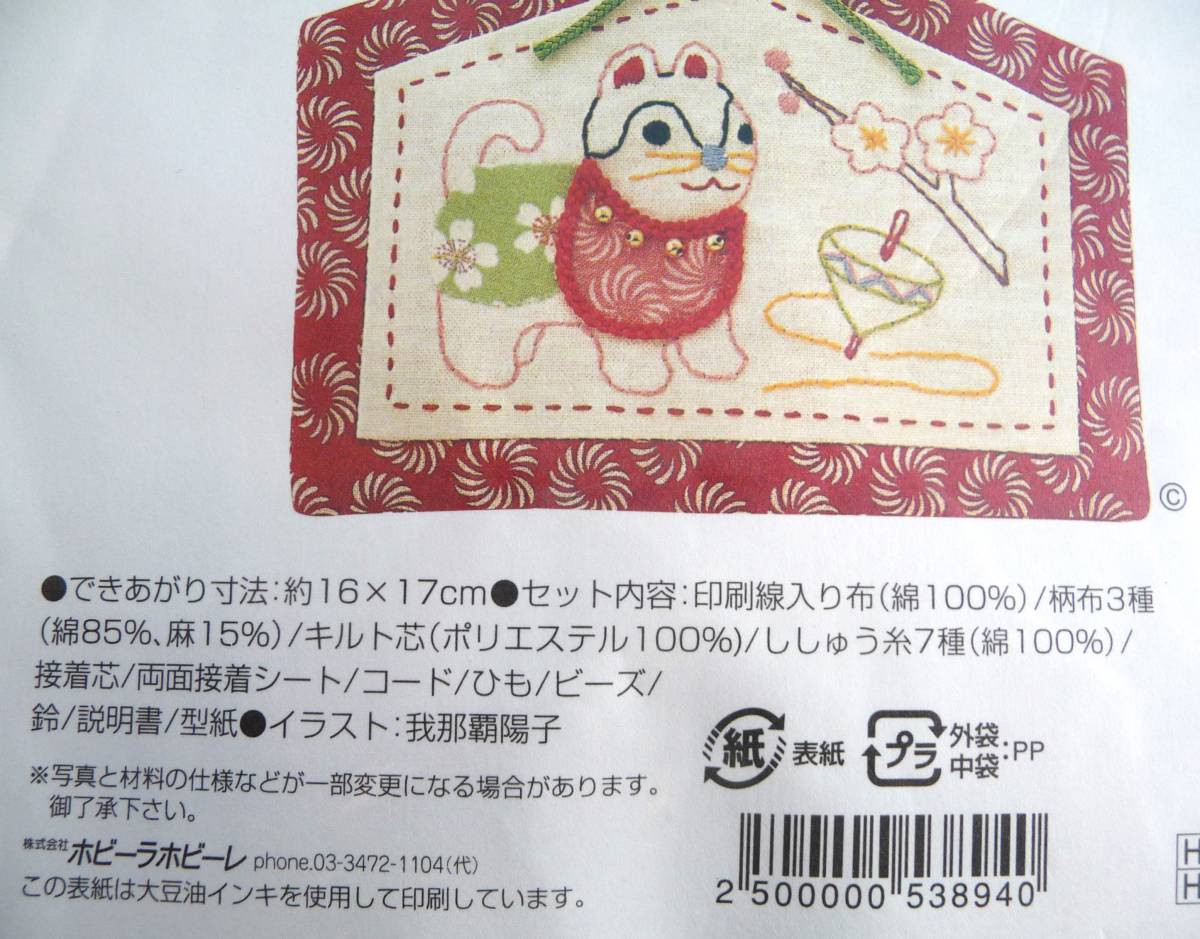 ©
●できあがり寸法:約16×17cm●セット内容:印刷線入り布(綿100%)/柄布3種
(綿85%、麻15%)/キルト芯(ポリエステル100%)/ししゅう糸7種(綿100%)/
接着芯/両面接着シート/コード/ひも/ビーズ/
鈴/説明書/型紙●イラスト:我那覇陽子
紙 表紙 プラ 外袋 中袋:PP
※写真と材料の仕様などが一部変更になる場合があります。
御了承下さい。
株式会社 ホビーラホビーレ phone.03-3472-1104(代)
この表紙は大豆油インキを使用して印刷しています。
2 500000 538940
H
H